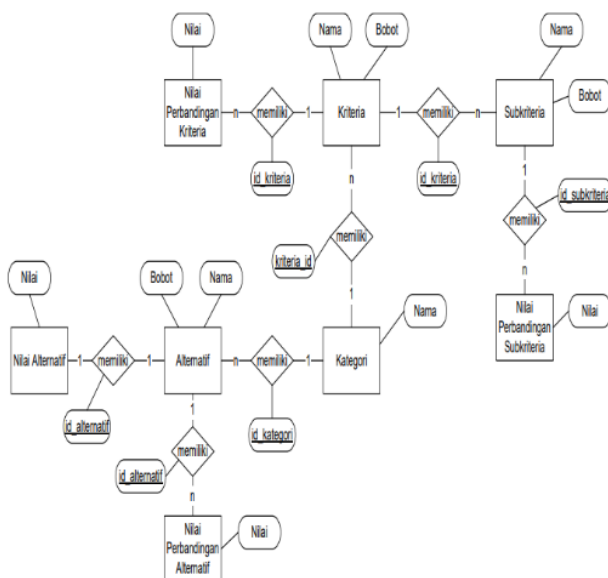 Nilai
Nama
Bobot
Nama
Nilai
Perbandingan
Kriteria
n
memiliki
1
Kriteria
1
memiliki
n
Subkriteria
Bobot
id_kriteria
id_kriteria
n
1
id_subkriteria
memiliki
memiliki
kriteria_id
n
Nilai
Bobot
Nama
1
Nama
Nilai
Perbandingan
Subkriteria
Nilai
Nilai Alternatif
1
memiliki
1
Alternatif
n
memiliki
1
Kategori
id_alternatif
1
id_kategori
memiliki
id_alternatif
n
Nilai
Perbandingan
Alternatif
Nilai